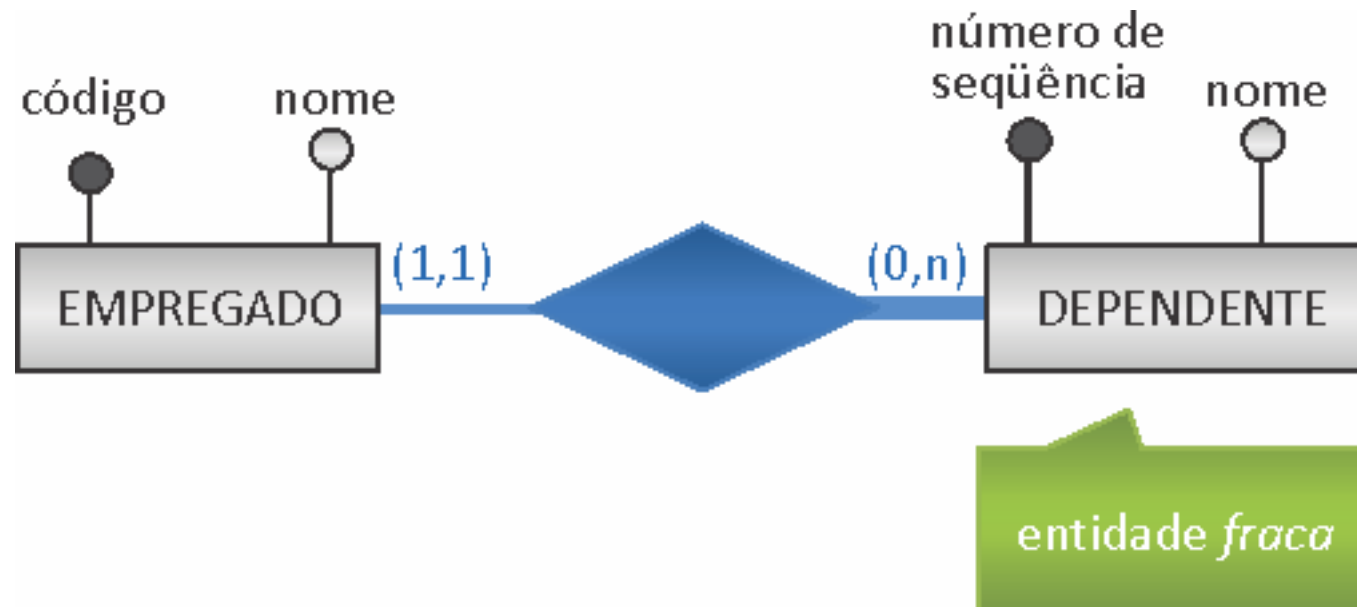 código
nome
número de
seqüência
nome
EMPREGADO
(1,1)
(0,n)
DEPENDENTE
entidade fraca